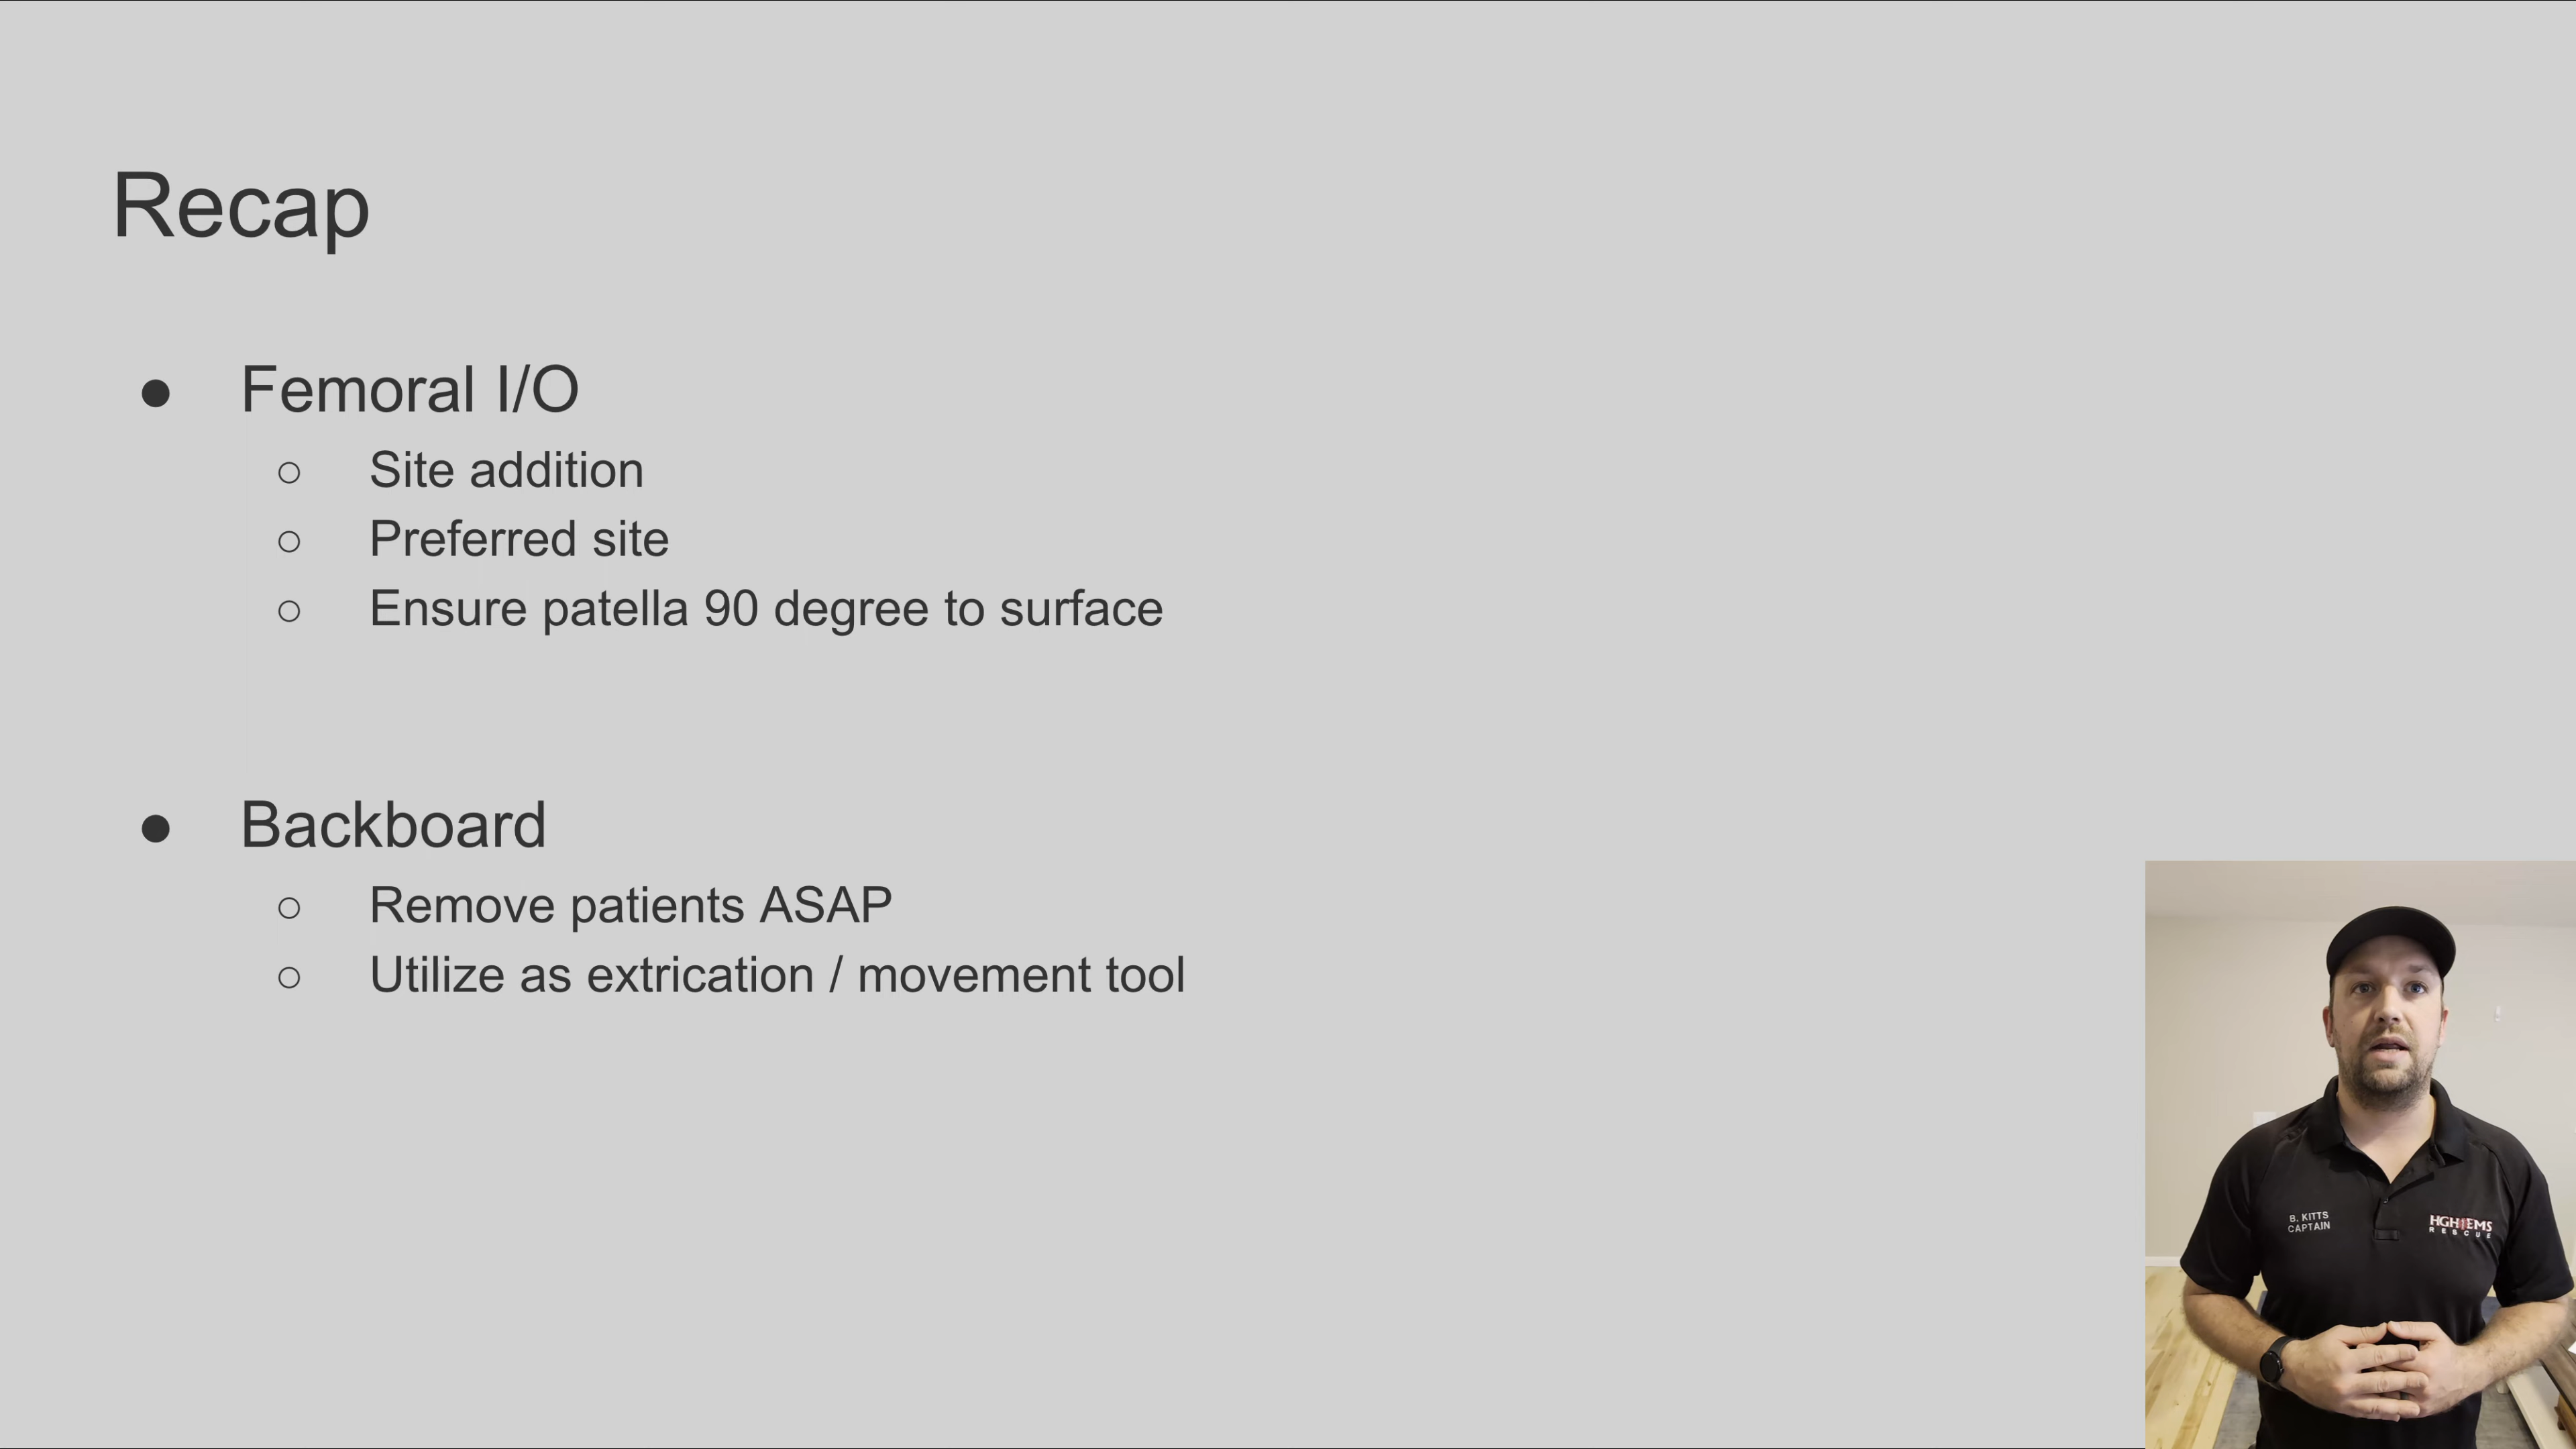 Recap
● Femoral I/O
○ Site addition
○ Preferred site
○ Ensure patella 90 degree to surface
● Backboard
○ Remove patients ASAP
○ Utilize as extrication / movement tool
B. KITTS
CAPTAIN
HGH EMS
RESCUE